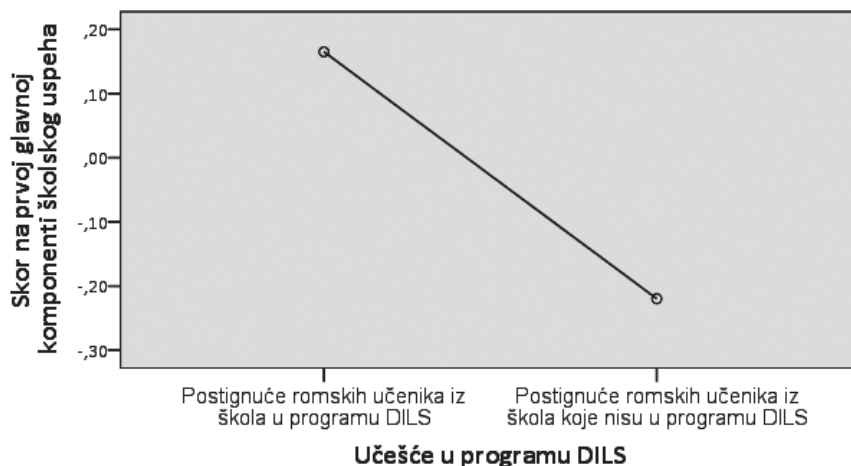 Skor na prvoj glavnoj
komponenti školskog uspeha
,20
,10
,00
-,10
-,20
-,30
Postignuće romskih učenika iz
škola u programu DILS
Postignuće romskih učenika iz
škola koje nisu u programu DILS
Učešće u programu DILS